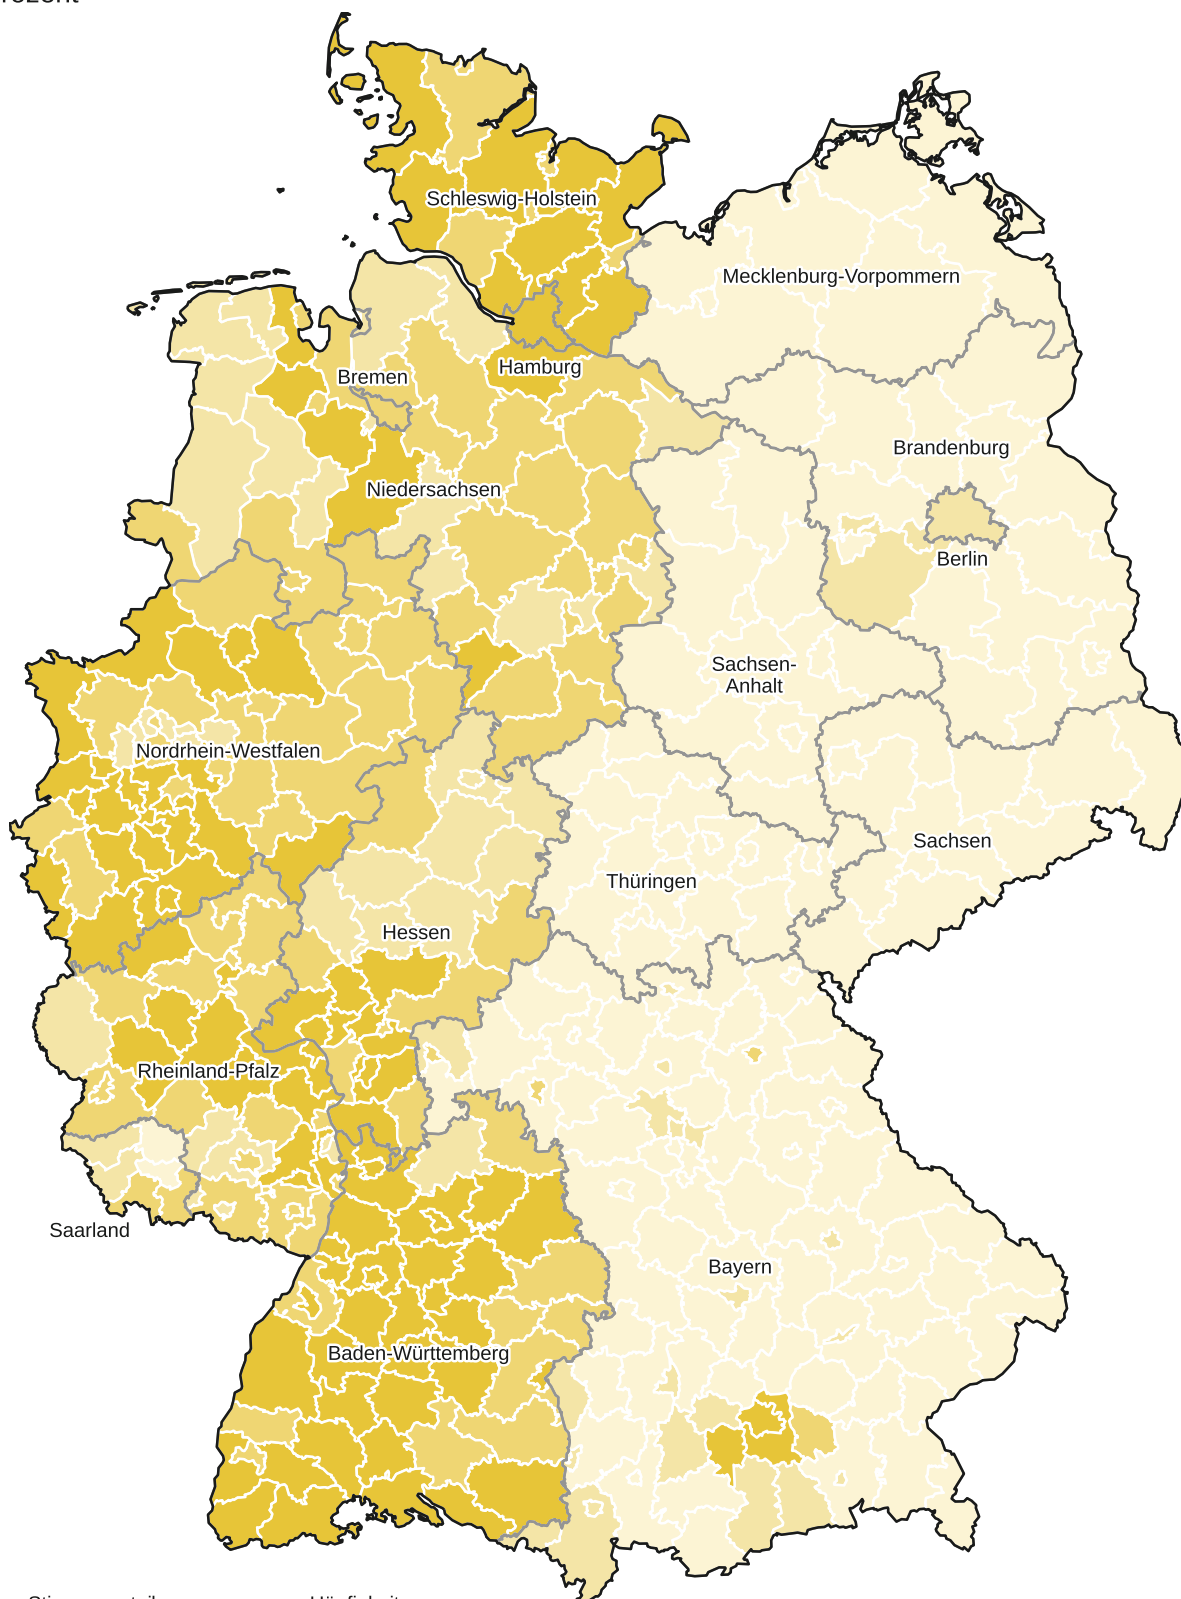 Schleswig-Holstein
Mecklenburg-Vorpommern
Hamburg
Bremen
Brandenburg
Niedersachsen
Berlin
Sachsen-
Anhalt
Nordrhein-Westfalen
Sachsen
Thüringen
Hessen
Rheinland-Pfalz
Saarland
Bayern
Baden-Württemberg